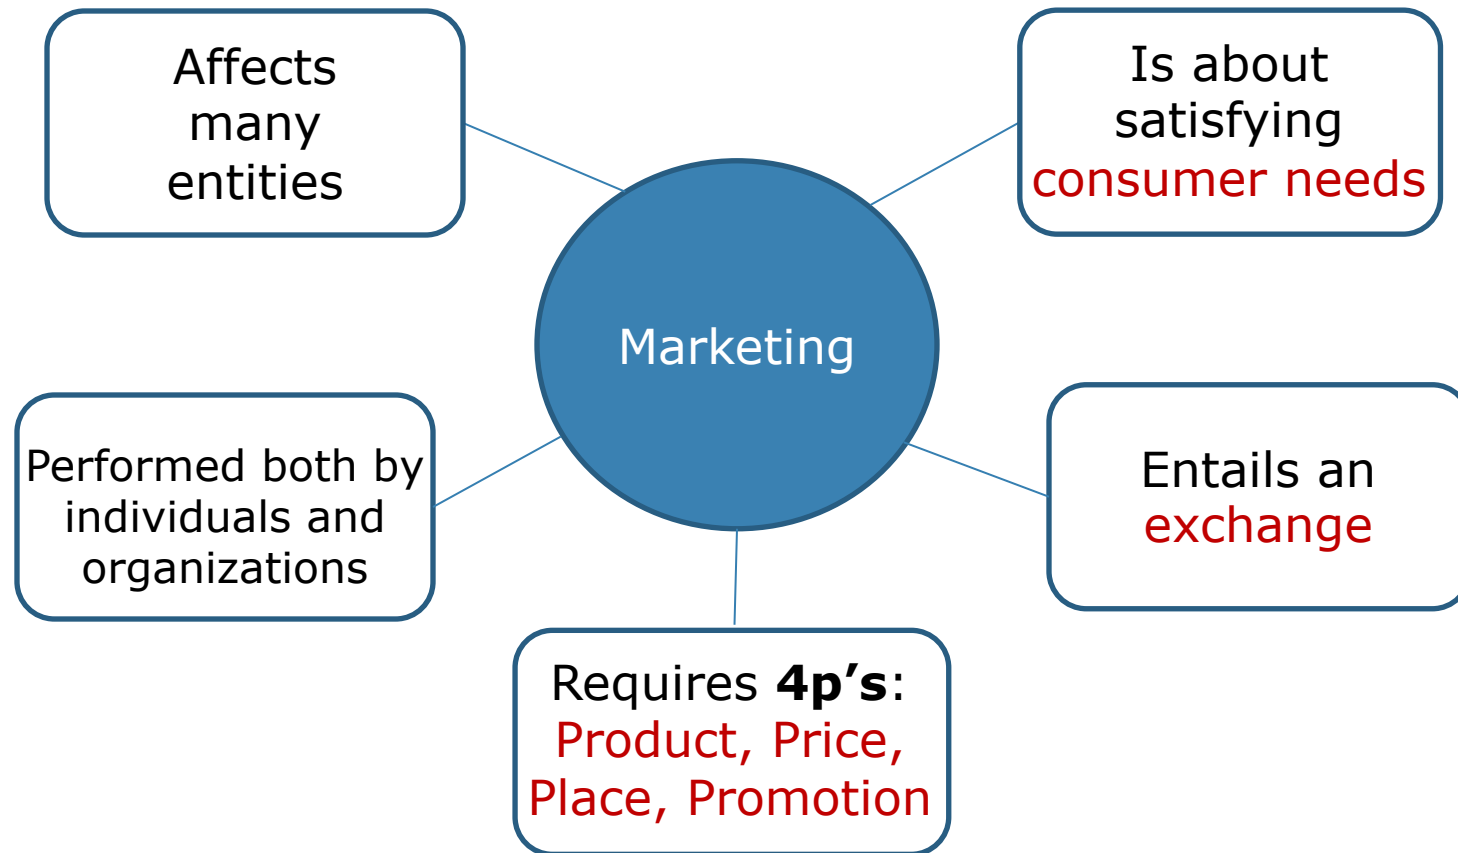 Affects
many
entities
Is about
satisfying
consumer needs
Marketing
Performed both by
individuals and
organizations
Entails an
exchange
Requires 4p’s:
Product, Price,
Place, Promotion